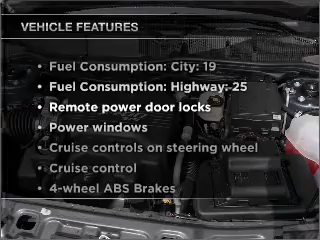 VEHICLE FEATURES
• Fuel Consumption: City: 19
• Fuel Consumption: Highway: 25
• Remote power door locks
• Power windows
• Cruise controls on steering wheel
• Cruise control
• 4-wheel ABS Brakes